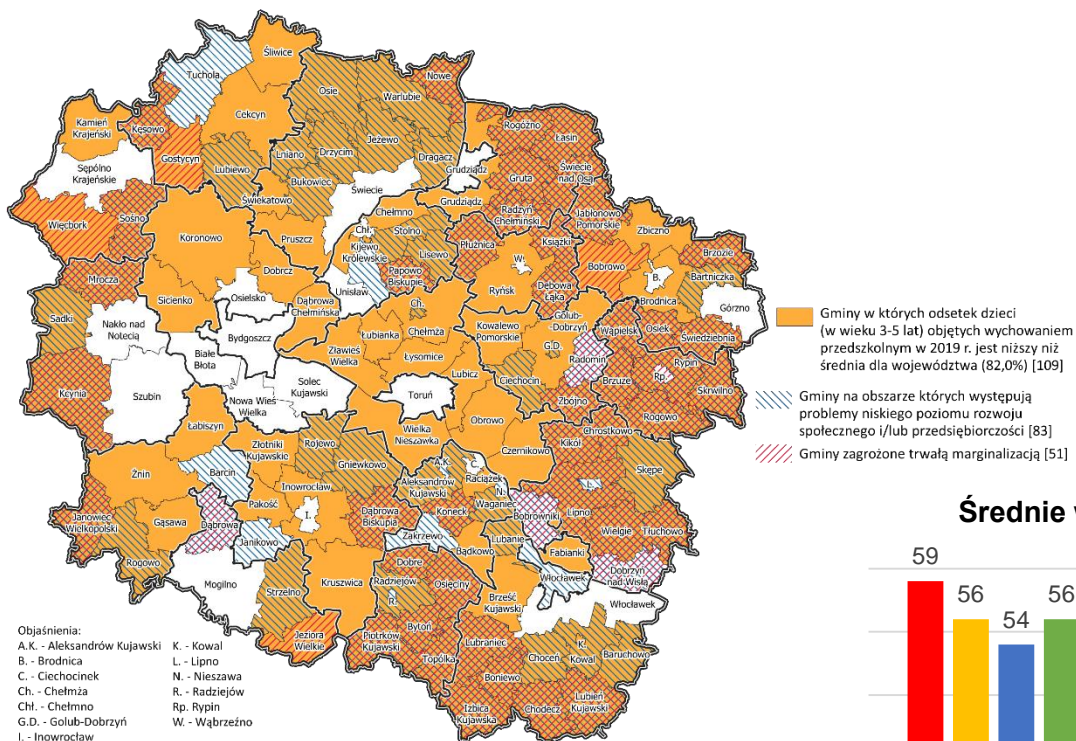 Śliwice
Tuchola
Nowe
Osie
Warlubie
Cekcyn
Kamień
Krajeński
Kęsowo
Rogóźno
Łasin
Jeżewo
Gostycyn
Lniano
Drzycim
Dragacz
Grudziądz
Sępólno
Krajeńskie
Lubiewo
Gruta
Świecie
nad Osą
Bukowiec
Świecie
Świekatowo
Grudziądz
Radzyń
Chełmiński
Więcbork
Sośno
Chełmno
Jabłonowo
Pomorskie
Chł.
Stolno
Zbiczno
Koronowo
Pruszcz
Kijewo
Królewskie
Lisewo
Płużnica
Książki
Brzozie
Bobrowo
W.
B.
Bartniczka
Mrocza
Dobrcz
Unisław
Papowo
Biskupie
Dębowa
Łąka
Ryńsk
Brodnica
Górzno
Sicienko
Osielsko
Dąbrowa
Chełmińska
Ch.
Golub-
Dobrzyń
Sadki
Nakło nad
Notecią
Bydgoszcz
Łubianka
Chełmża
Kowalewo
Pomorskie
Wąpielsk
Osiek
Świedziebnia
G.D.
Białe
Błota
Zławieś
Wielka
Łysomice
Radomin
Rypin
Rp.
Kcynia
Szubin
Solec
Kujawski
Lubicz
Ciechocin
Brzuze
Skrwilno
Nowa Wieś
Wielka
Toruń
Zbójno
Rogowo
Łabiszyn
Wielka
Nieszawka
Obrowo
Chrostkowo
Złotniki
Kujawskie
Rojewo
Czernikowo
Kikół
Żnin
Barcin
Gniewkowo
A.K.
C.
Raciążek
Skępe
Inowrocław
Aleksandrów
Kujawski
N.
L.
Janowiec
Wielkopolski
Gąsawa
Pakość
Dąbrowa
I.
Dąbrowa
Biskupia
Koneck
Waganiec
Bobrowniki
Lipno
Wielgie
Tłuchowo
Rogowo
Janikowo
Zakrzewo
Bądkowo
Lubanie
Fabianki
Dobrzyń
nad Wisłą
Mogilno
Strzelno
Kruszwica
Dobre
Radziejów
Osięciny
Włocławek
R.
Brześć
Kujawski
Włocławek
Jeziora
Wielkie
Piotrków
Kujawski
Bytoń
Topólka
Lubraniec
Choceń
K.
Kowal
Baruchowo
Boniewo
Izbica
Kujawska
Chodecz
Lubień
Kujawski
Gminy w których odsetek dzieci
(w wieku 3-5 lat) objętych wychowaniem
przedszkolnym w 2019 r. jest niższy niż
średnia dla województwa (82,0%) [109]
Gminy na obszarze których występują
problemy niskiego poziomu rozwoju
społecznego i/lub przedsiębiorczości [83]
Gminy zagrożone trwałą marginalizacją [51]
Objaśnienia:
A.K. - Aleksandrów Kujawski
B. - Brodnica
C. - Ciechocinek
Ch. - Chełmża
Chł. - Chełmno
G.D. - Golub-Dobrzyń
I. - Inowrocław
K. - Kowal
L. - Lipno
N. - Nieszawa
R. - Radziejów
Rp. Rypin
W. - Wąbrzeźno
Średnie
59
56
54
56